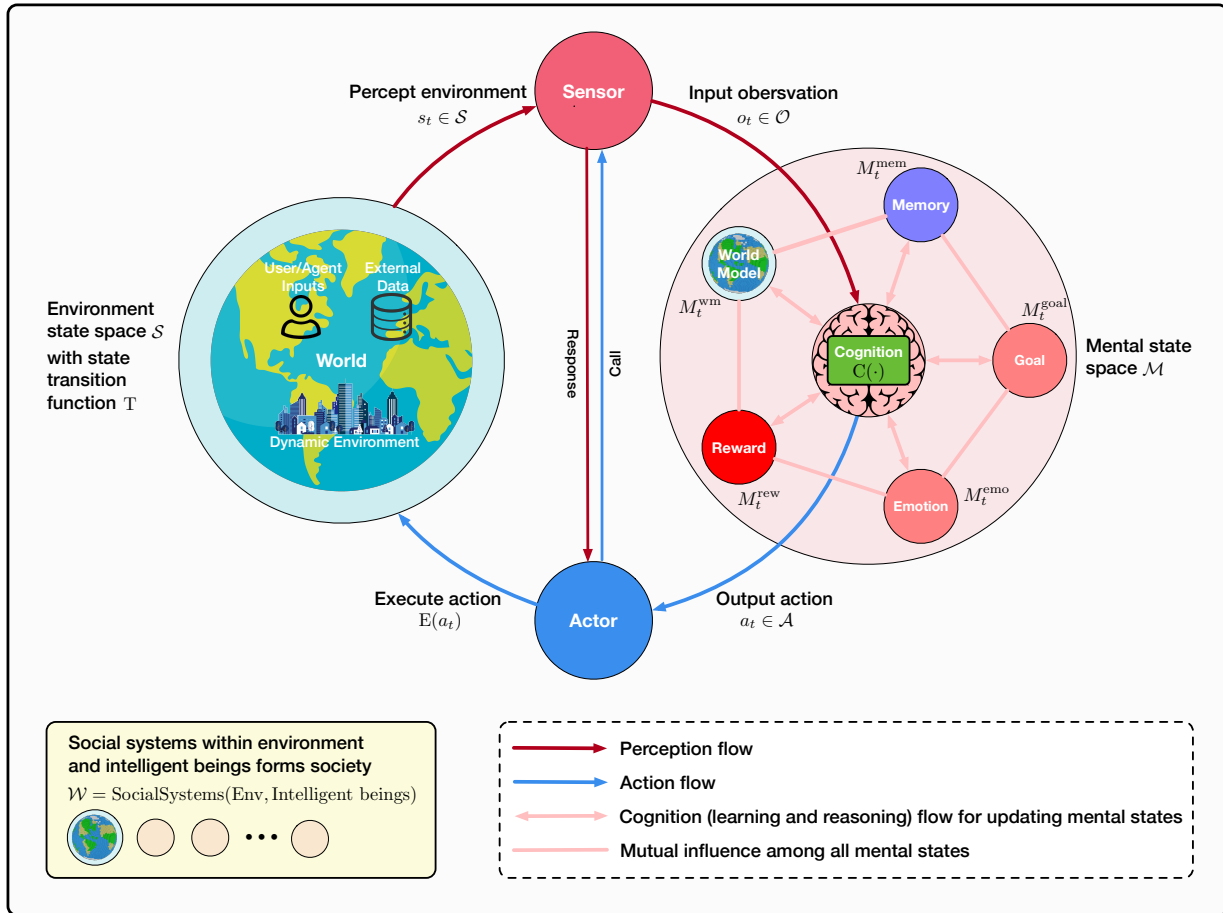 Sensor
Percept environment
s_t ∈ 𝒮
Input obersvation
o_t ∈ 𝒪
M_t^mem
Memory
World
Model
M_t^wm
M_t^goal
Goal
Cognition
C(·)
Mental state
space ℳ
Reward
M_t^rew
Emotion
M_t^emo
User/Agent
Inputs
External
Data
World
Dynamic Environment
Environment
state space 𝒮
with state
transition
function T
Response
Call
Execute action
E(a_t)
Actor
Output action
a_t ∈ 𝒜
Social systems within environment
and intelligent beings forms society
𝒲 = SocialSystems(Env, Intelligent beings)
Perception flow
Action flow
Cognition (learning and reasoning) flow for updating mental states
Mutual influence among all mental states